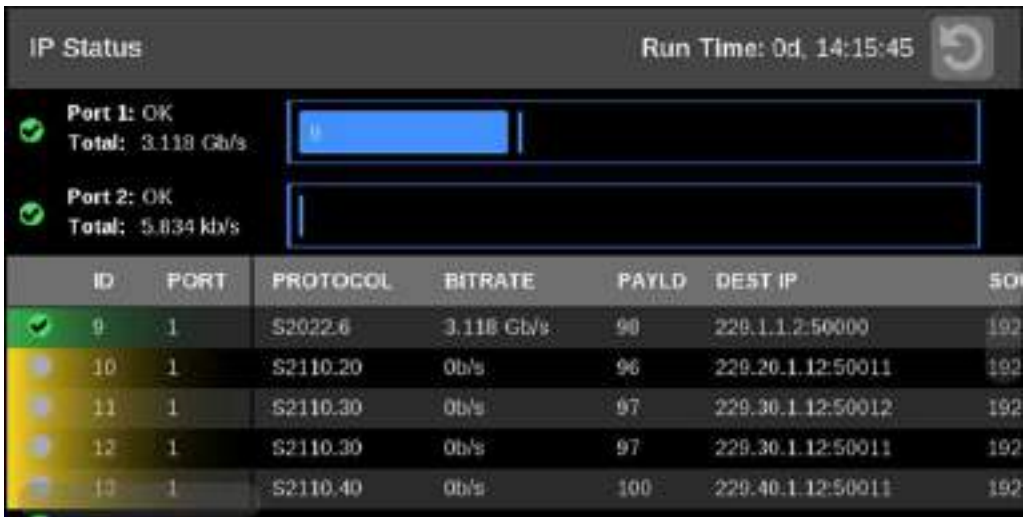 IP Status
Run Time: 0d, 14:15:45
Port 1: OK
Total: 3.118 Gb/s
9
Port 2: OK
Total: 5.834 kb/s
ID PORT PROTOCOL BITRATE PAYLD DEST IP SOU
9 1 S2022.6 3.118 Gb/s 98 229.1.1.2:50000 192
10 1 S2110.20 0b/s 96 229.20.1.12:50011 192
11 1 S2110.30 0b/s 97 229.30.1.12:50012 192
12 1 S2110.30 0b/s 97 229.30.1.12:50011 192
13 1 S2110.40 0b/s 100 229.40.1.12:50011 192